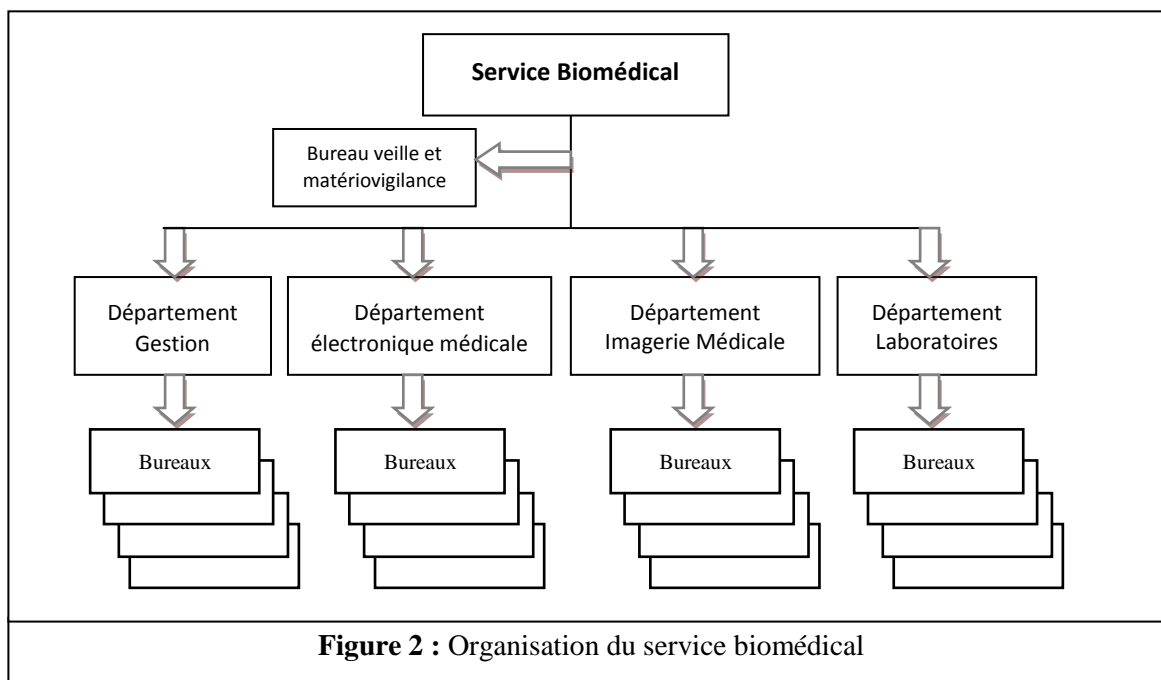 Service Biomédical
Bureau veille et
matériovigilance
Département
Gestion
Département
électronique médicale
Département
Imagerie Médicale
Département
Laboratoires
Bureaux
Bureaux
Bureaux
Bureaux
Figure 2 : Organisation du service biomédical